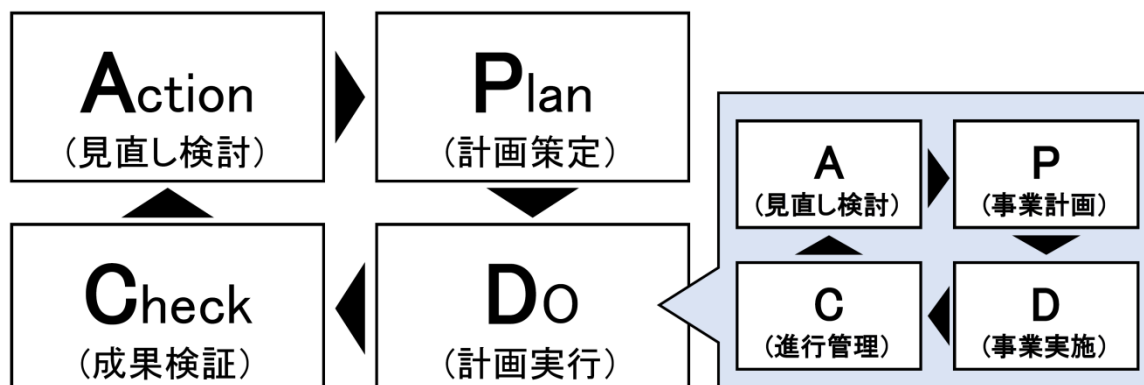 Action
(見直し検討)
Plan
(計画策定)
Check
(成果検証)
Do
(計画実行)
A
(見直し検討)
P
(事業計画)
C
(進行管理)
D
(事業実施)